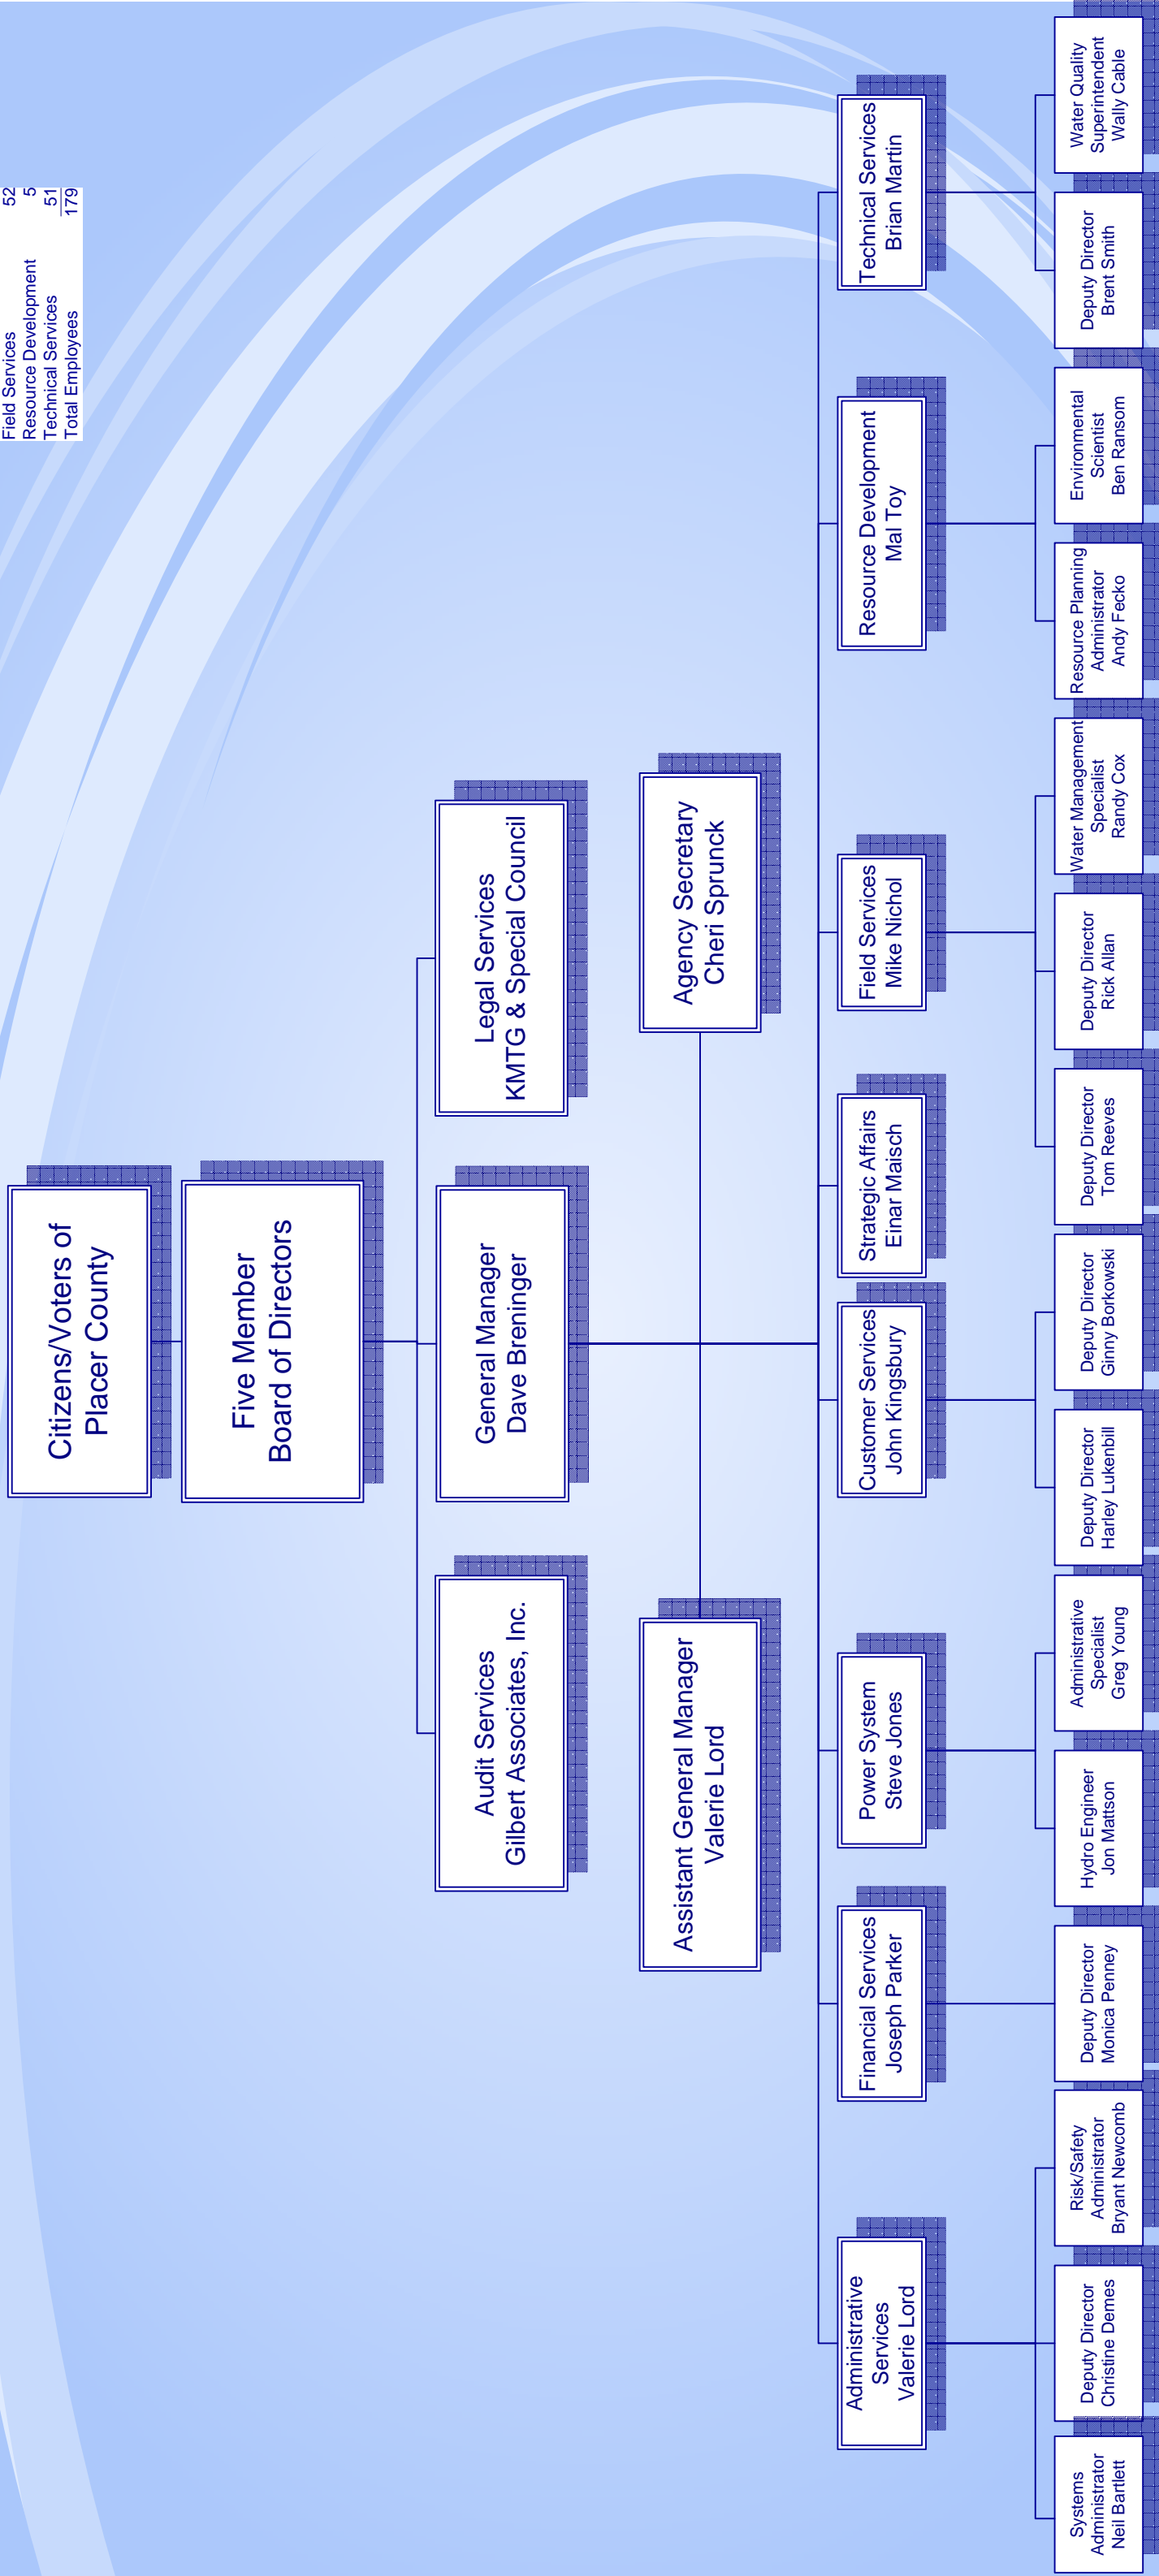 Field Services 52
Resource Development 5
Technical Services 51
Total Employees 179
Citizens/Voters of
Placer County
Five Member
Board of Directors
Audit Services
Gilbert Associates, Inc.
General Manager
Dave Breninger
Legal Services
KMTG & Special Council
Assistant General Manager
Valerie Lord
Agency Secretary
Cheri Sprunck
Administrative
Services
Valerie Lord
Financial Services
Joseph Parker
Power System
Steve Jones
Customer Services
John Kingsbury
Strategic Affairs
Einar Maisch
Field Services
Mike Nichol
Resource Development
Mal Toy
Technical Services
Brian Martin
Systems
Administrator
Neil Bartlett
Deputy Director
Christine Demes
Risk/Safety
Administrator
Bryant Newcomb
Deputy Director
Monica Penney
Hydro Engineer
Jon Mattson
Administrative
Specialist
Greg Young
Deputy Director
Harley Lukenbill
Deputy Director
Ginny Borkowski
Deputy Director
Tom Reeves
Deputy Director
Rick Allan
Water Management
Specialist
Randy Cox
Resource Planning
Administrator
Andy Fecko
Environmental
Scientist
Ben Ransom
Deputy Director
Brent Smith
Water Quality
Superintendent
Wally Cable